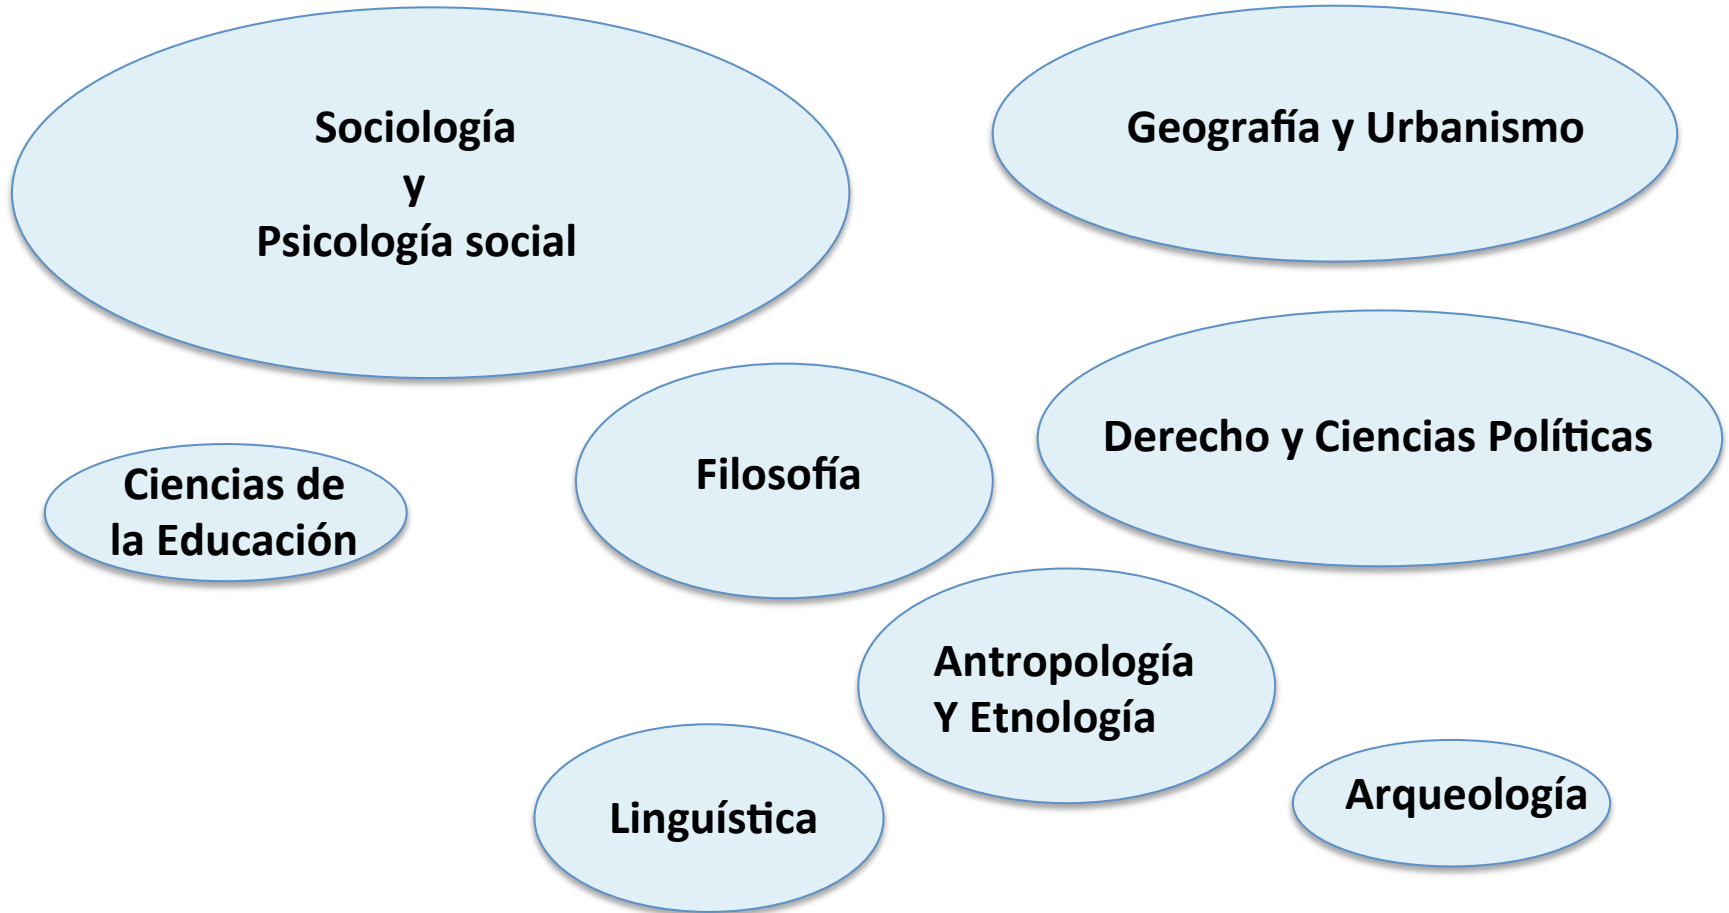 Sociología
y
Psicología social
Geografía y Urbanismo
Derecho y Ciencias Políticas
Filosofía
Ciencias de
la Educación
Antropología
Y Etnología
Linguística
Arqueología